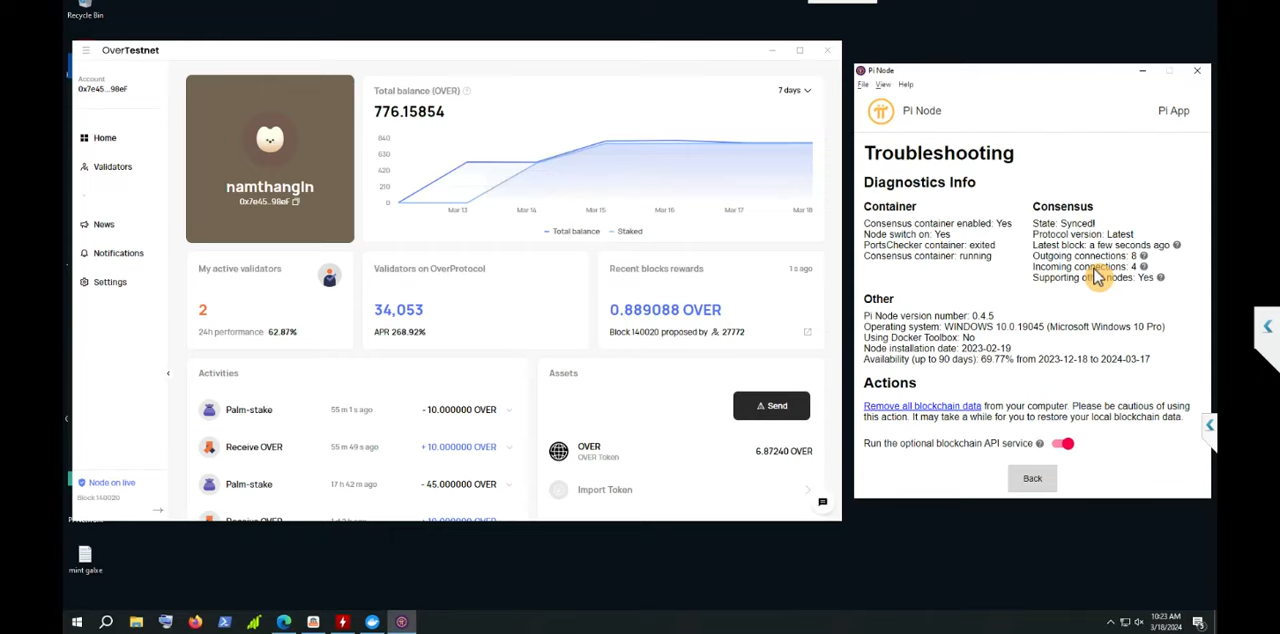 Recycle Bin
OverTestnet
Account
0x7e45...98eF
Home
Validators
News
Notifications
Settings
Node on live
Block 140020
namthangln
0x7e45...98eF
Total balance (OVER)
776.15854
7 days
840
630
420
210
0
Mar 13
Mar 14
Mar 15
Mar 16
Mar 17
Mar 18
Total balance
Staked
My active validators
2
24h performance 62.87%
Validators on OverProtocol
34,053
APR 268.92%
Recent blocks rewards
1 s ago
0.889088 OVER
Block 140020 proposed by 27772
Activities
Palm-stake 55 m 1 s ago - 10.000000 OVER
Receive OVER 55 m 49 s ago + 10.000000 OVER
Palm-stake 17 h 42 m ago - 45.000000 OVER
Assets
Send
OVER
OVER Token
6.87240 OVER
Import Token
Pi Node
File View Help
Pi Node
Pi App
Troubleshooting
Diagnostics Info
Container
Consensus container enabled: Yes
Node switch on: Yes
PortsChecker container: exited
Consensus container: running
Consensus
State: Synced!
Protocol version: Latest
Latest block: a few seconds ago
Outgoing connections: 8
Incoming connections: 4
Supporting other nodes: Yes
Other
Pi Node version number: 0.4.5
Operating system: WINDOWS 10.0.19045 (Microsoft Windows 10 Pro)
Using Docker Toolbox: No
Node installation date: 2023-02-19
Availability (up to 90 days): 69.77% from 2023-12-18 to 2024-03-17
Actions
Remove all blockchain data from your computer. Please be cautious of using
this action. It may take a while for you to restore your local blockchain data.
Run the optional blockchain API service
Back
mint galxe
10:23 AM
3/18/2024